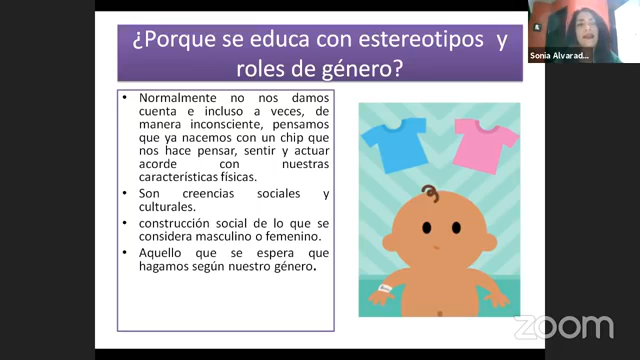 ¿Porque se educa con estereotipos y
roles de género?
Sonia Alvarad...
• Normalmente no nos damos
cuenta e incluso a veces, de
manera inconsciente, pensamos
que ya nacemos con un chip que
nos hace pensar, sentir y actuar
acorde con nuestras
características físicas.
• Son creencias sociales y
culturales.
• construcción social de lo que se
considera masculino o femenino.
• Aquello que se espera que
hagamos según nuestro género.
zoom